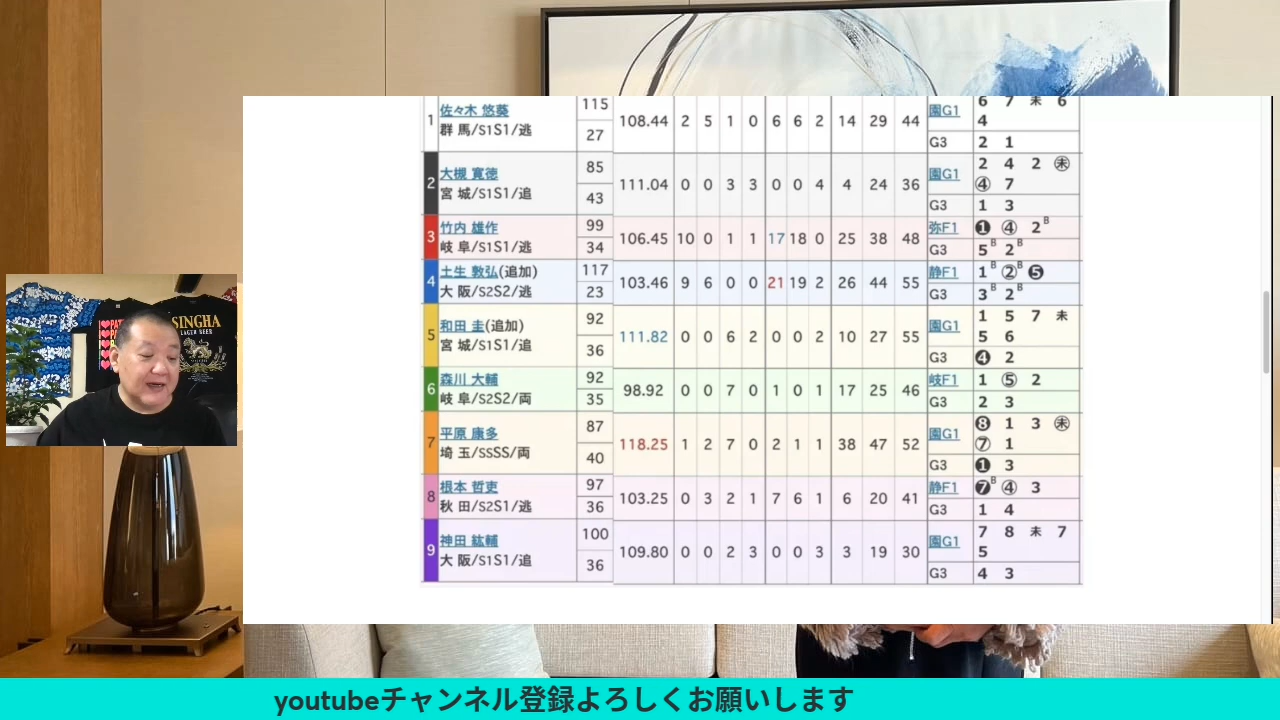 1 佐々木 悠葵 115 108.44 2 5 1 0 6 6 2 14 29 44 園G1 6 7 未 6
群 馬/S1S1/逃 27 4
G3 2 1
2 大槻 寛徳 85 111.04 0 0 3 3 0 0 4 4 24 36 園G1 2 4 2 ㊍
宮 城/S1S1/追 43 ④ 7
G3 1 3
3 竹内 雄作 99 106.45 10 0 1 1 17 18 0 25 38 48 弥F1 ❶ ④ 2B
岐 阜/S1S1/逃 34 G3 5B 2B
4 土生 敦弘(追加) 117 103.46 9 6 0 0 21 19 2 26 44 55 静F1 1B ②B ❺
大 阪/S2S2/逃 23 G3 3B 2B
5 和田 圭(追加) 92 111.82 0 0 6 2 0 0 2 10 27 55 園G1 1 5 7 未
宮 城/S1S1/追 36 5 6
G3 ❹ 2
6 森川 大輔 92 98.92 0 0 7 0 1 0 1 17 25 46 岐F1 1 ⑤ 2
岐 阜/S2S2/両 35 G3 2 3
7 平原 康多 87 118.25 1 2 7 0 2 1 1 38 47 52 園G1 ❽ 1 3 未
埼 玉/SSSS/両 40 ⑦ 1
G3 ❶ 3
8 根本 哲吏 97 103.25 0 3 2 1 7 6 1 6 20 41 静F1 ❼B ④ 3
秋 田/S2S1/逃 36 G3 1 4
9 神田 紘輔 100 109.80 0 0 2 3 0 0 3 3 19 30 園G1 7 8 未 7
大 阪/S1S1/追 36 5
G3 4 3
SINGHA
LAGER BEER
youtubeチャンネル登録よろしくお願いします